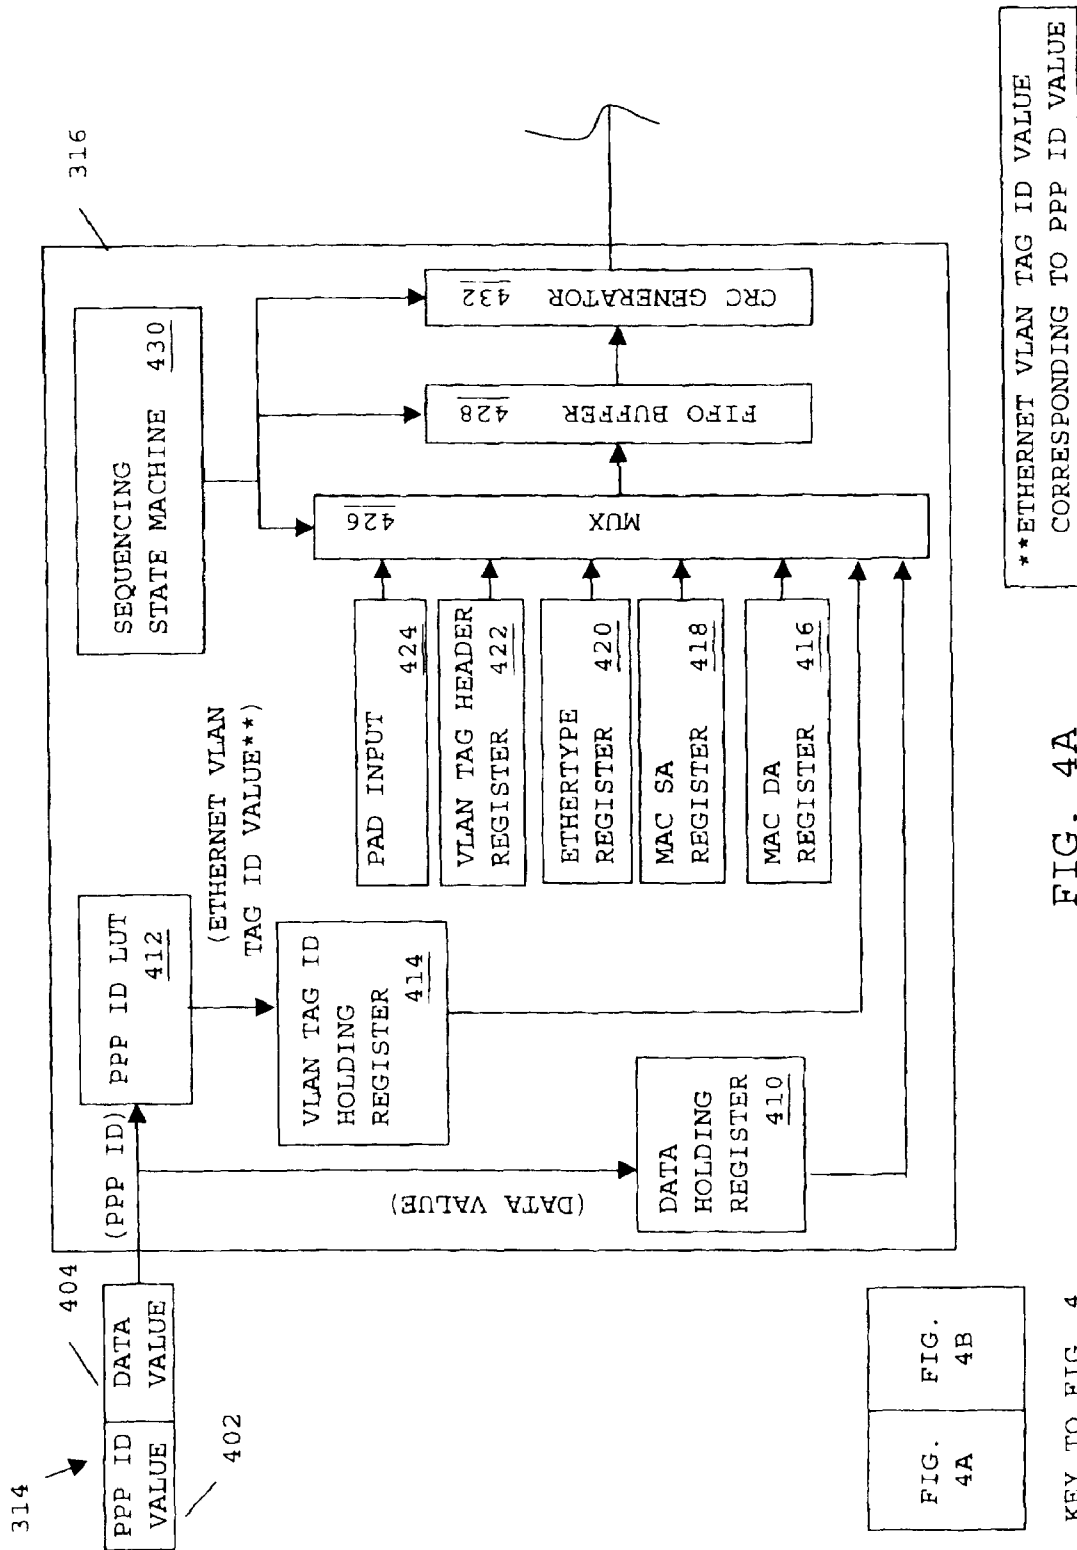 314
PPP ID
VALUE
DATA
VALUE
404
402
(PPP ID)
PPP ID LUT
412
(ETHERNET VLAN
TAG ID VALUE**)
VLAN TAG ID
HOLDING
REGISTER
414
(DATA VALUE)
DATA
HOLDING
REGISTER
410
SEQUENCING
STATE MACHINE
430
316
PAD INPUT
424
VLAN TAG HEADER
REGISTER
422
ETHERTYPE
REGISTER
420
MAC SA
REGISTER
418
MAC DA
REGISTER
416
MUX
426
FIFO BUFFER
428
CRC GENERATOR
432
FIG.
4A
FIG.
4B
KEY TO FIG. 4
FIG. 4A
**ETHERNET VLAN TAG ID VALUE
CORRESPONDING TO PPP ID VALUE